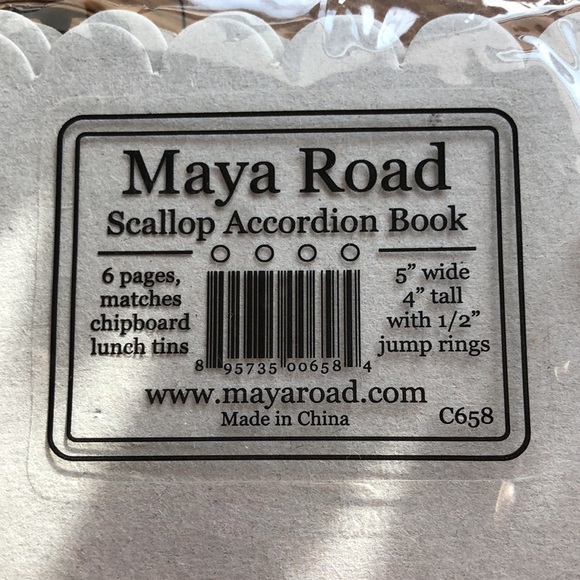 Maya Road
Scallop Accordion Book
6 pages,
matches
chipboard
lunch tins
5” wide
4” tall
with 1/2”
jump rings
8 95735 00658 4
www.mayaroad.com
Made in China
C658